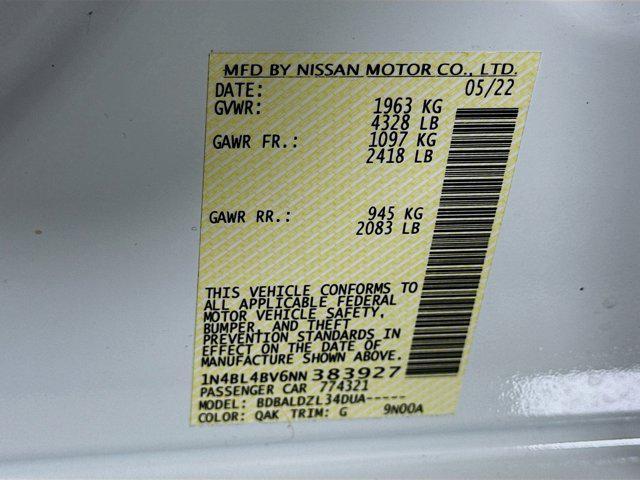 MFD BY NISSAN MOTOR CO., LTD.
DATE: 05/22
GVWR: 1963 KG
4328 LB
GAWR FR.: 1097 KG
2418 LB
GAWR RR.: 945 KG
2083 LB
THIS VEHICLE CONFORMS TO
ALL APPLICABLE FEDERAL
MOTOR VEHICLE SAFETY,
BUMPER, AND THEFT
PREVENTION STANDARDS IN
EFFECT ON THE DATE OF
MANUFACTURE SHOWN ABOVE.
1N4BL4BV6NN383927
PASSENGER CAR 774321
MODEL: BDBALDZL34DUA-----
COLOR: QAK TRIM: G 9N00A